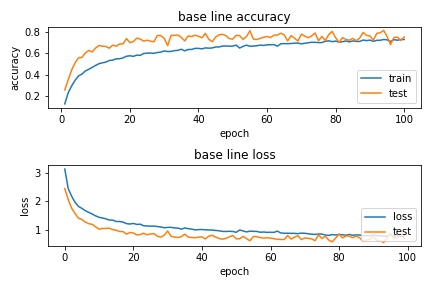 base line accuracy
accuracy
0.8
0.6
0.4
0.2
train
test
0 20 40 60 80 100
epoch
base line loss
loss
3
2
1
loss
test
0 20 40 60 80 100
epoch